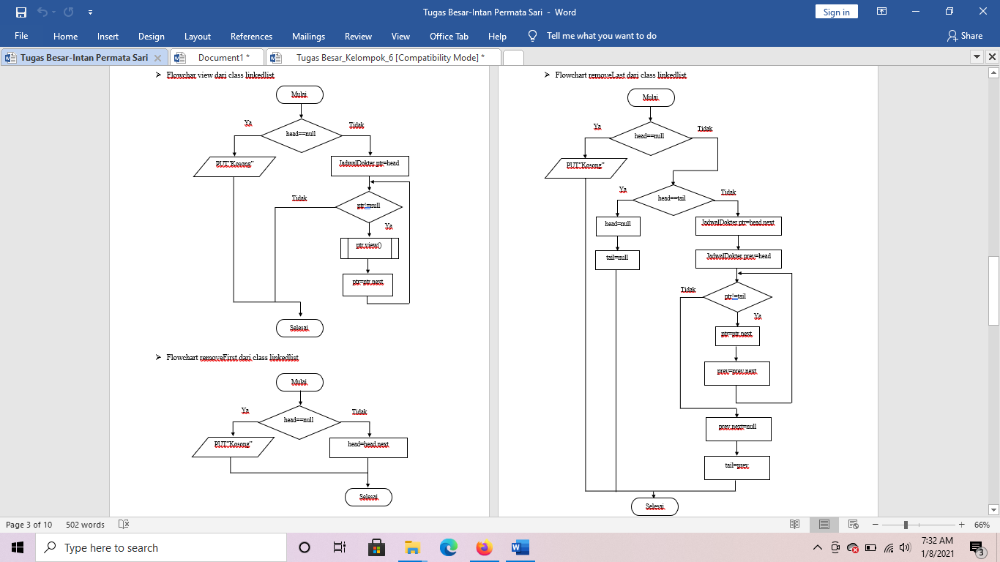 Tugas Besar-Intan Permata Sari - Word
Sign in
File Home Insert Design Layout References Mailings Review View Office Tab Help Tell me what you want to do Share
Tugas Besar-Intan Permata Sari
Document1 *
Tugas Besar_Kelompok_6 [Compatibility Mode] *
Flowchar view dari class linkedlist
Mulai
Ya
Tidak
head==null
PUT"Kosong"
JadwalDokter ptr=head
Tidak
ptr!=null
Ya
ptr.view()
ptr=ptr.next
Selesai
Flowchart removeFirst dari class linkedlist
Mulai
Ya
Tidak
head==null
PUT"Kosong"
head=head.next
Selesai
Flowchart removeLast dari class linkedlist
Mulai
Ya
Tidak
head==null
PUT"Kosong"
Ya
Tidak
head==tail
head=null
JadwalDokter ptr=head.next
tail=null
JadwalDokter prev=head
Tidak
ptr!=tail
Ya
ptr=ptr.next
prev=prev.next
prev.next=null
tail=prev
Selesai
Page 3 of 10 502 words
66%
Type here to search
7:32 AM
1/8/2021
3